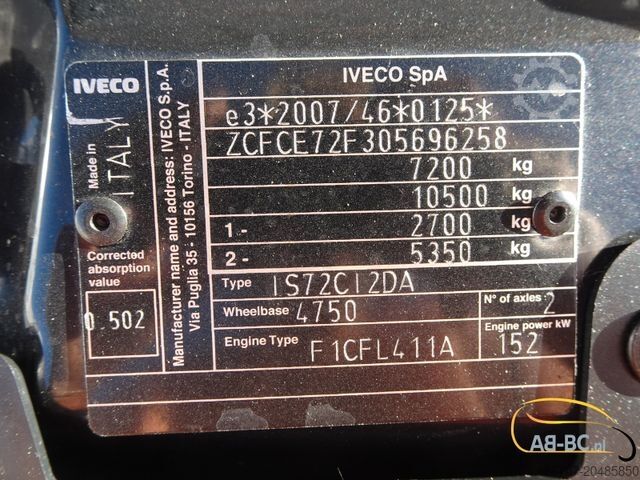 IVECO
IVECO SpA
e3*2007/46*0125*
ZCFCE72F305696258
7200 kg
10500 kg
1- 2700 kg
2- 5350 kg
Type IS72CI2DA
Wheelbase 4750
N° of axles: 2
Engine Type F1CFL411A
Engine power kW
152
Made in ITALY
Corrected
absorption
value
0.502
Manufacturer name and address: IVECO S.p.A.
Via Puglia 35 - 10156 Torino - ITALY
AB-BC.nl
-20485850